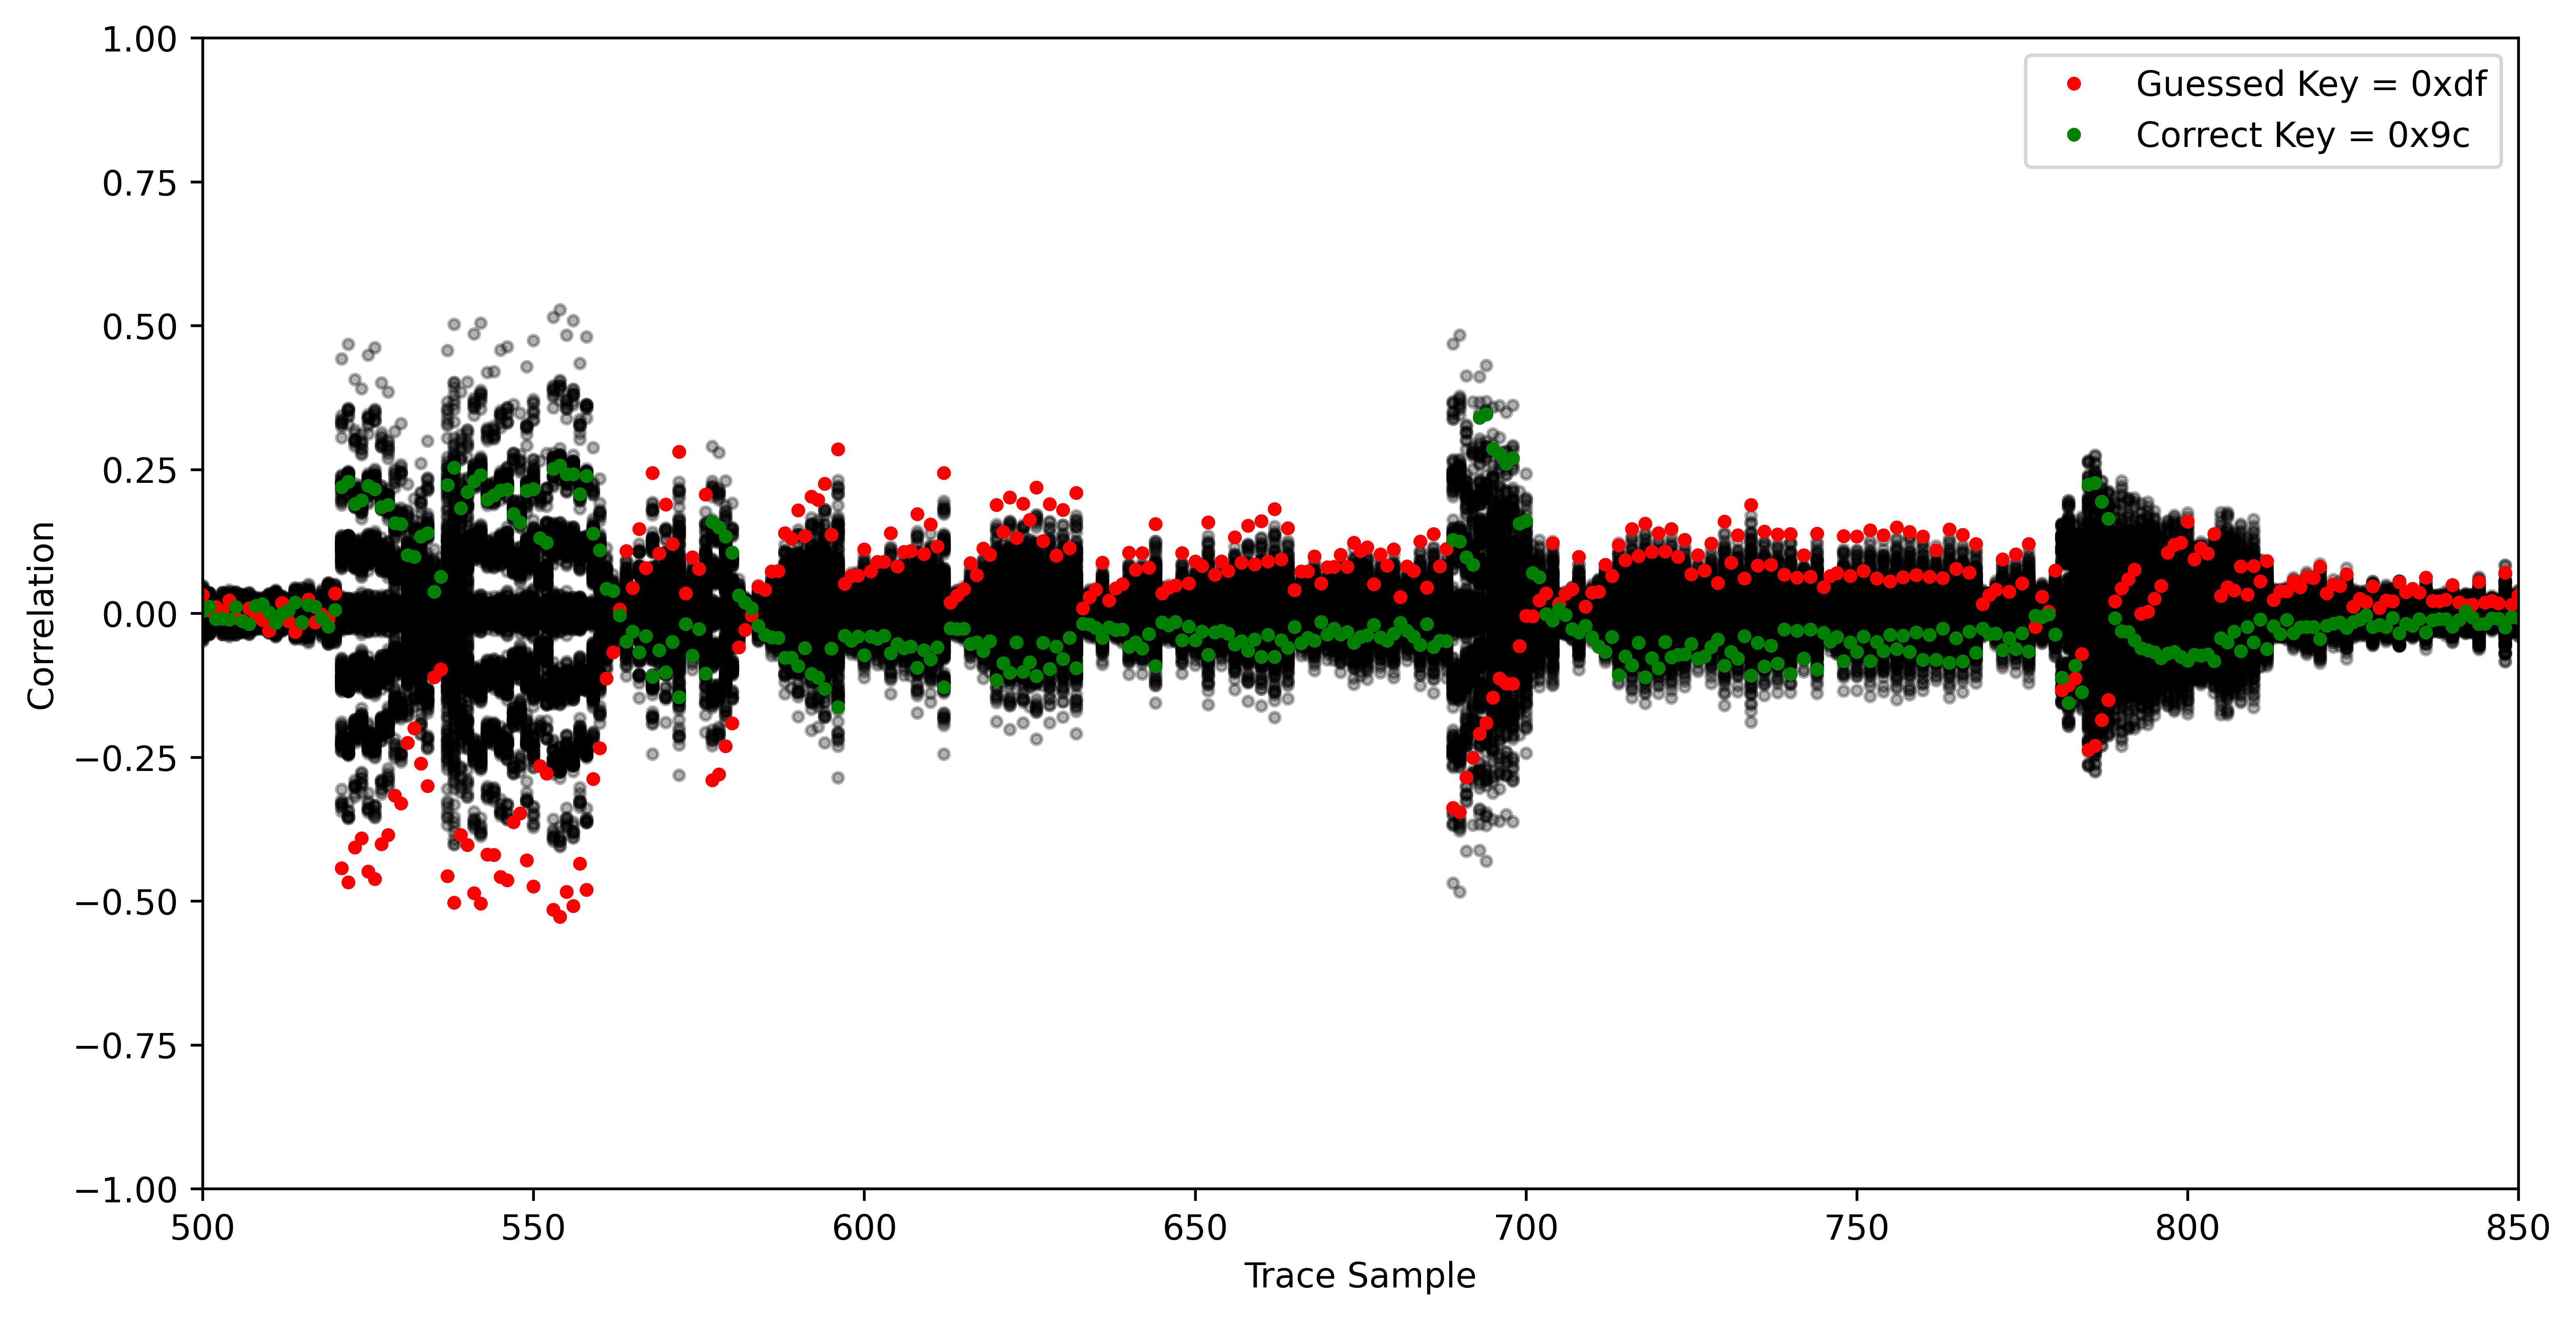 1.00
0.75
0.50
0.25
0.00
−0.25
−0.50
−0.75
−1.00
Correlation
Guessed Key = 0xdf
Correct Key = 0x9c
500 550 600 650 700 750 800 850
Trace Sample